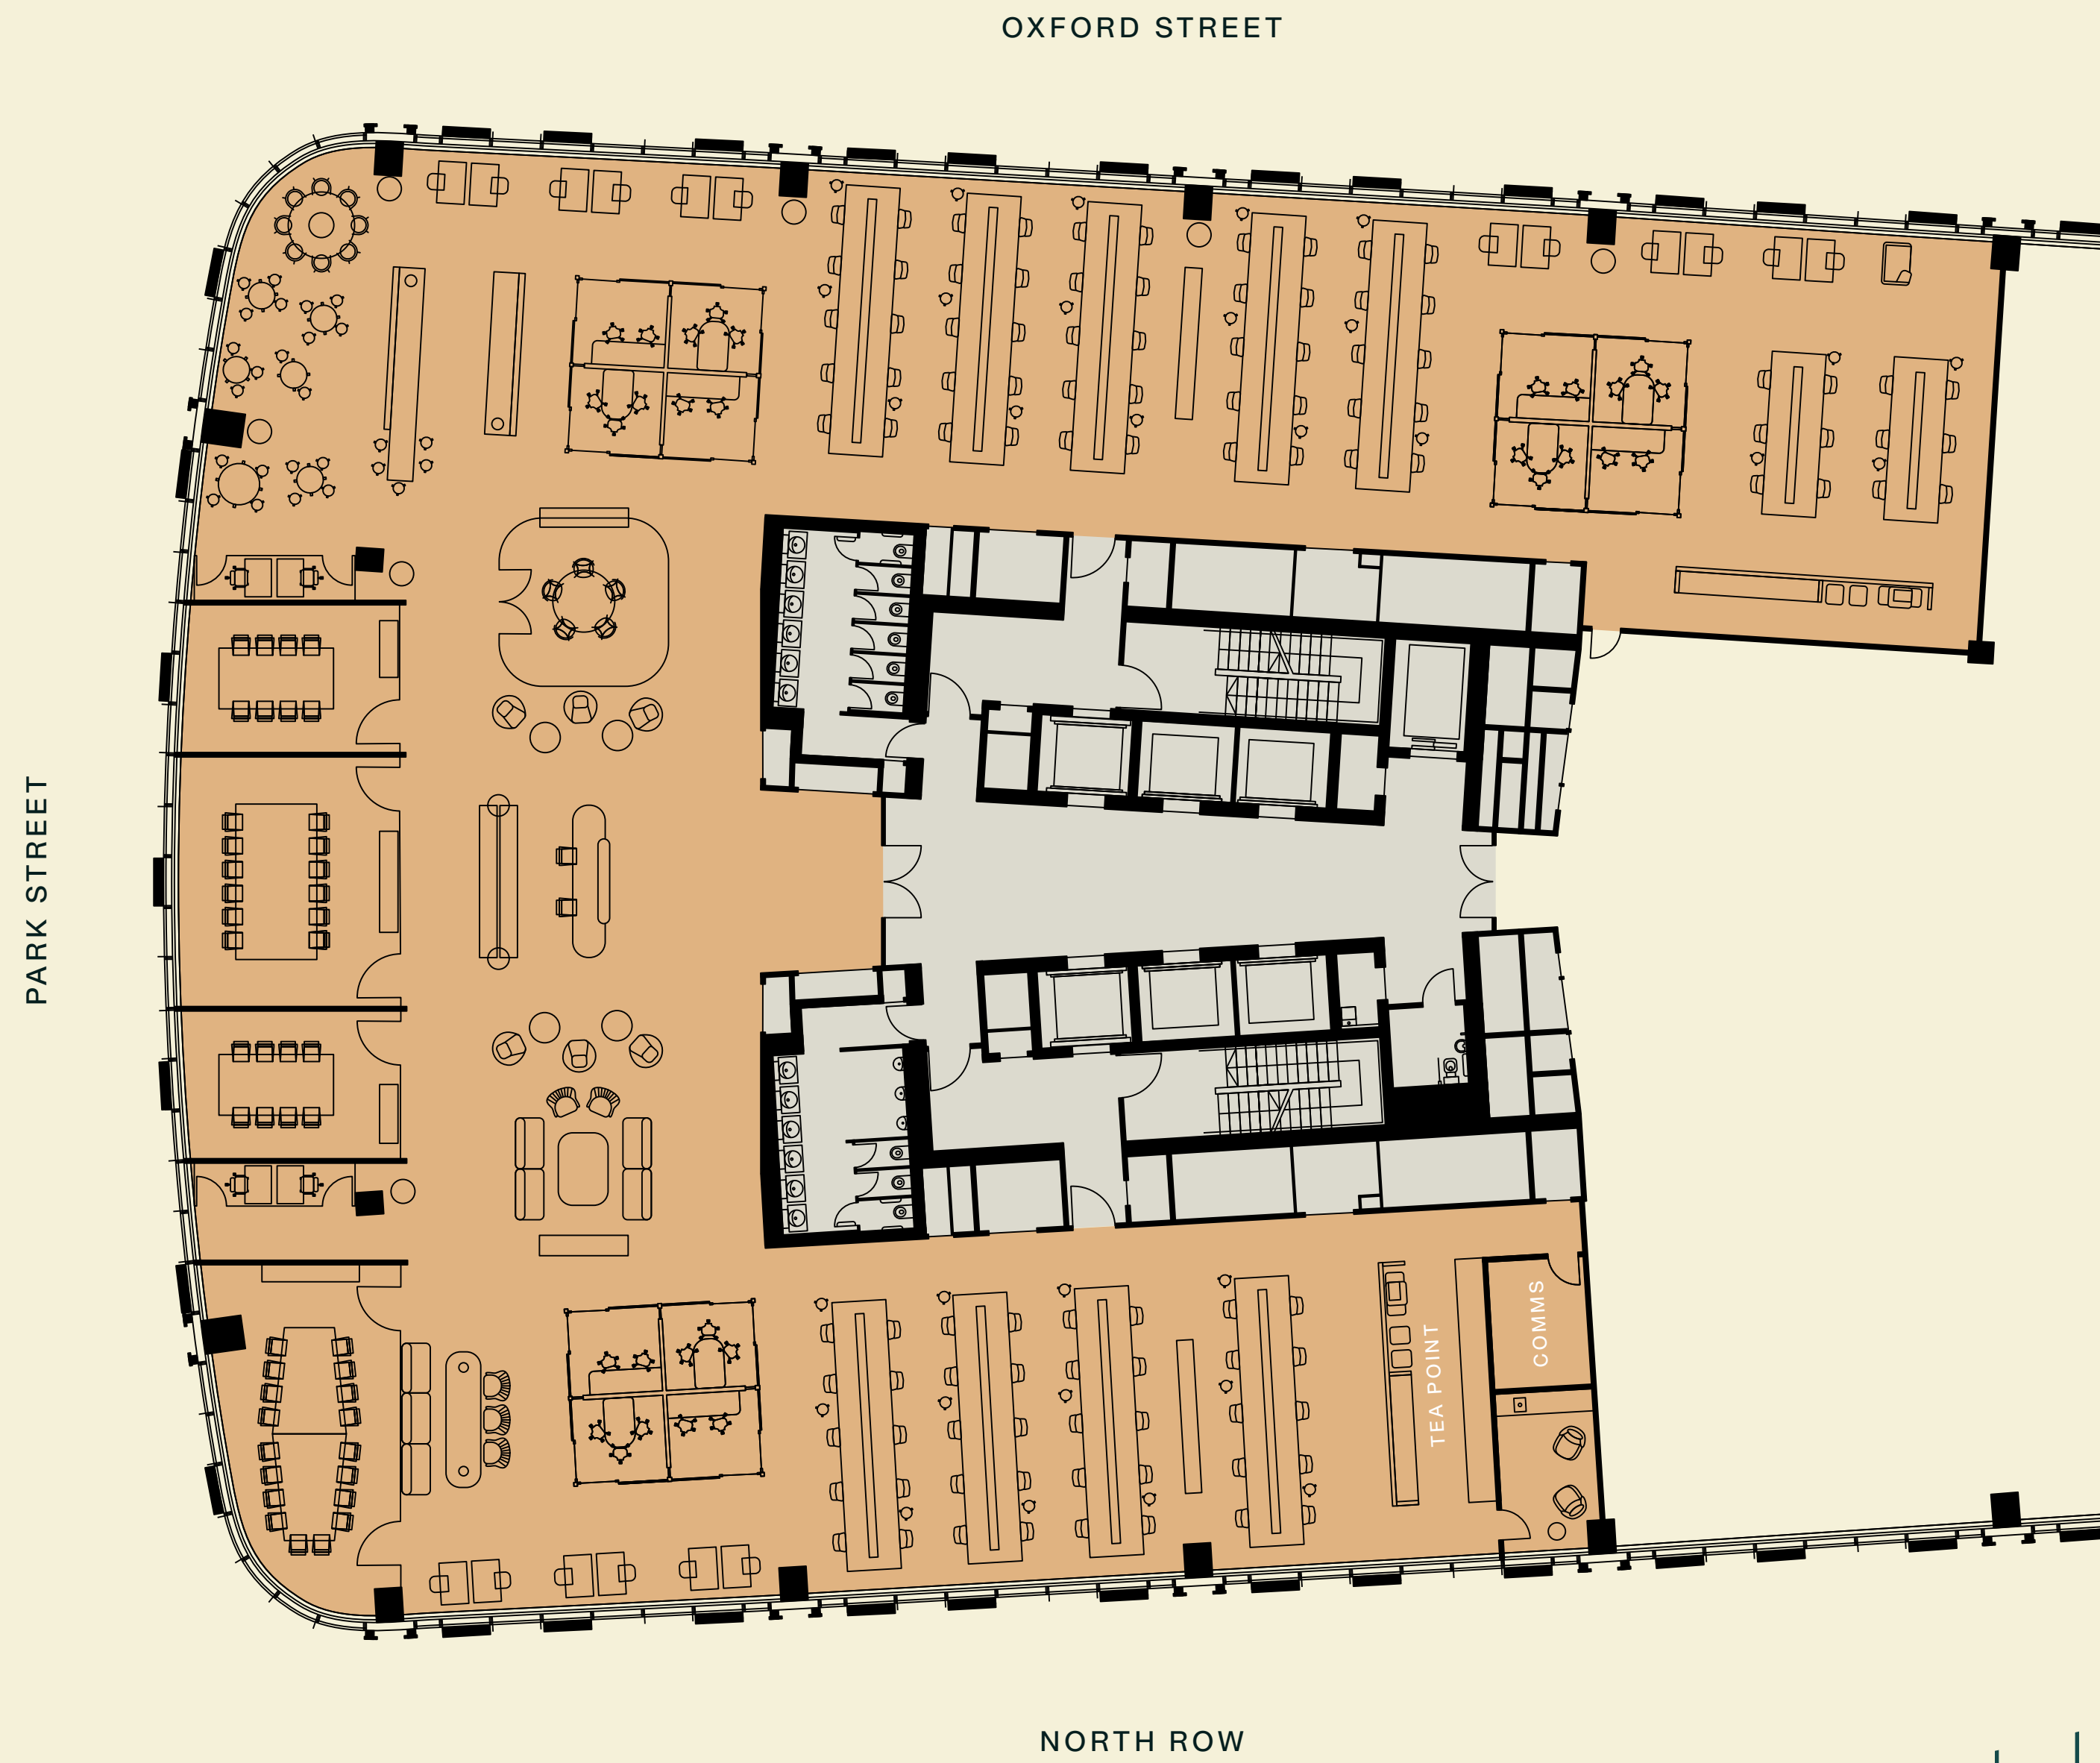 OXFORD STREET
PARK STREET
TEA POINT
COMMS
NORTH ROW